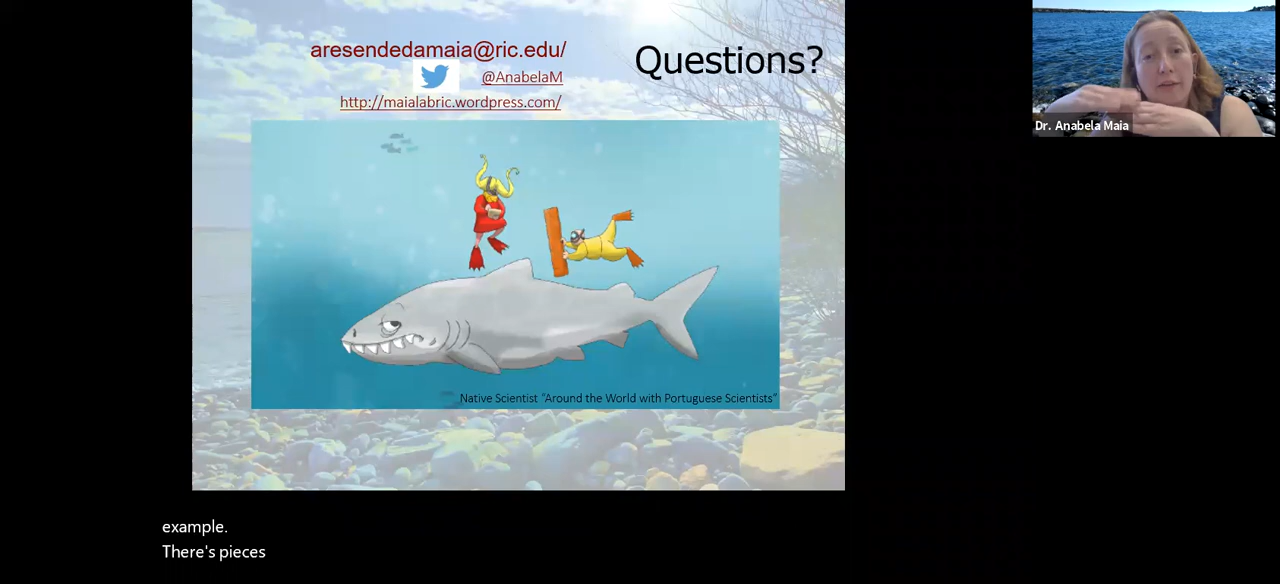 aresendedamaia@ric.edu/
@AnabelaM
http://maialabric.wordpress.com/
Questions?
Native Scientist "Around the World with Portuguese Scientists"
Dr. Anabela Maia
example.
There's pieces